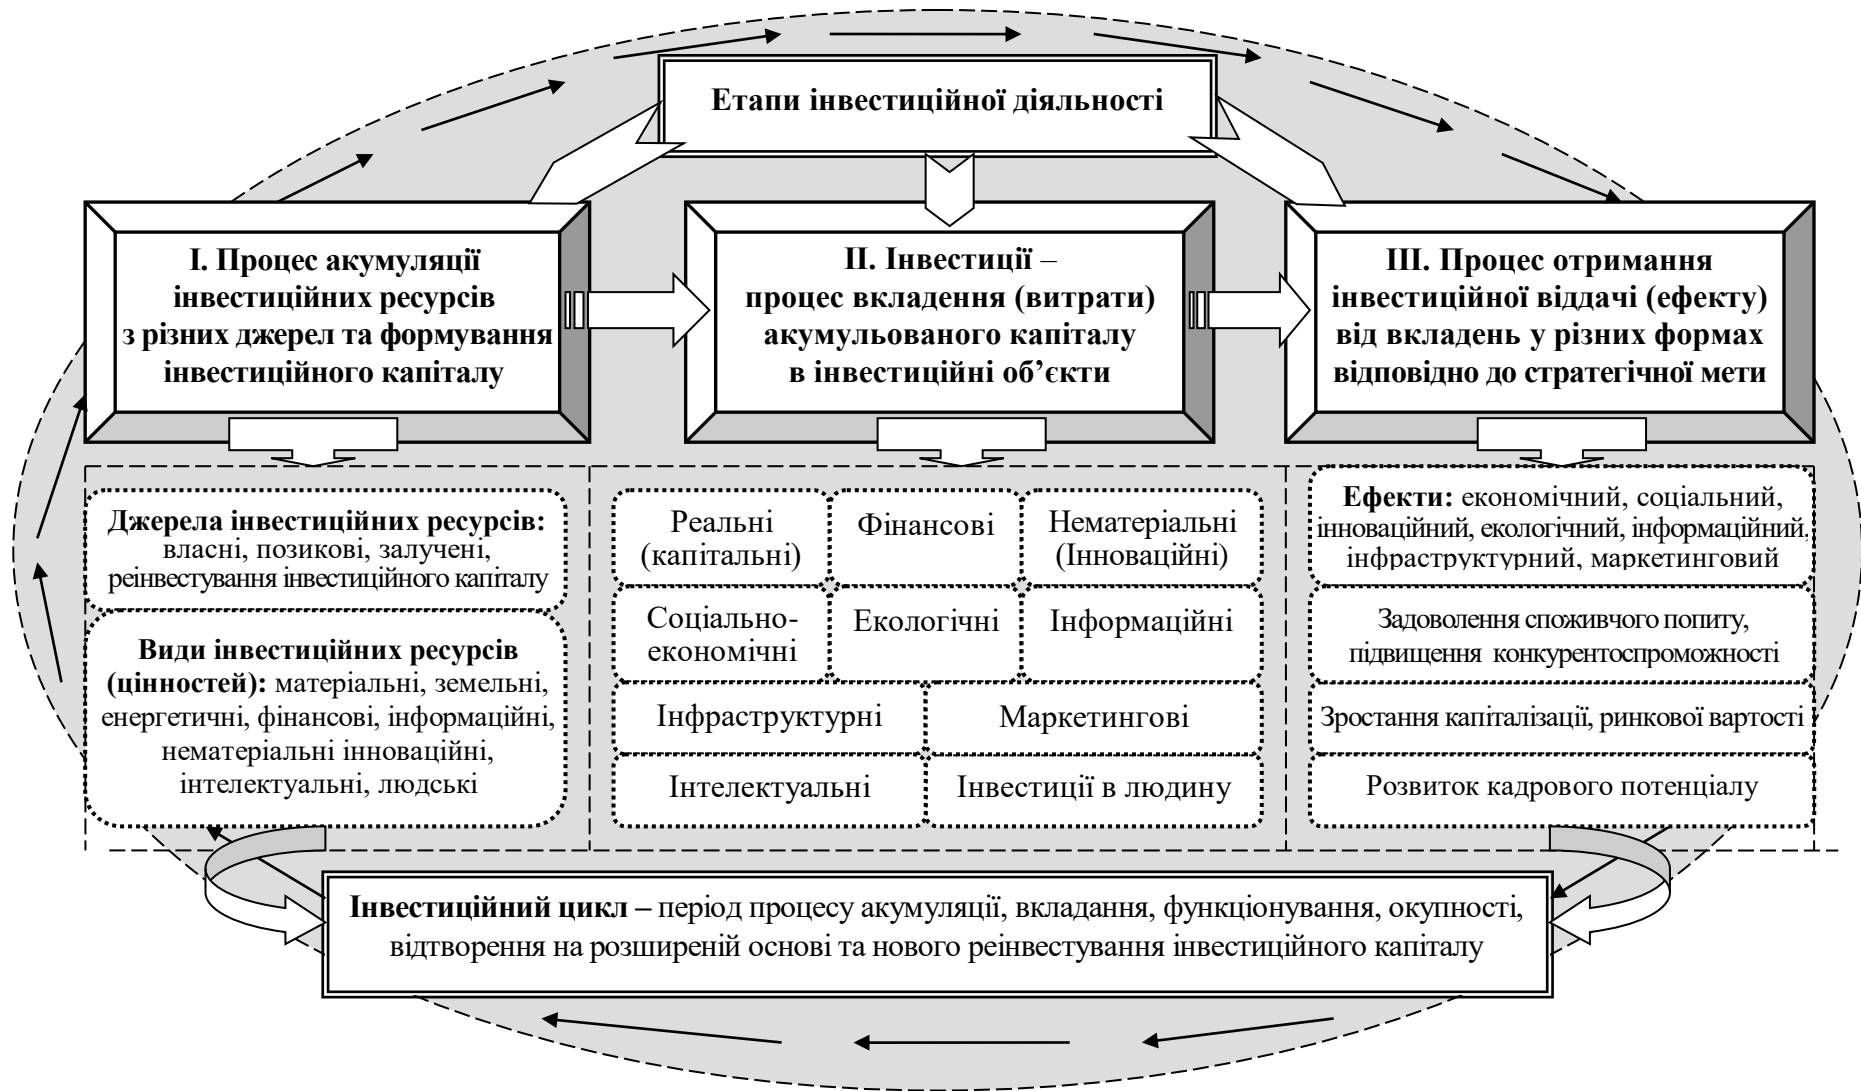 Етапи інвестиційної діяльності
І. Процес акумуляції
інвестиційних ресурсів
з різних джерел та формування
інвестиційного капіталу
ІІ. Інвестиції –
процес вкладення (витрати)
акумульованого капіталу
в інвестиційні об’єкти
ІІІ. Процес отримання
інвестиційної віддачі (ефекту)
від вкладень у різних формах
відповідно до стратегічної мети
Джерела інвестиційних ресурсів:
власні, позикові, залучені,
реінвестування інвестиційного капіталу
Види інвестиційних ресурсів
(цінностей): матеріальні, земельні,
енергетичні, фінансові, інформаційні,
нематеріальні інноваційні,
інтелектуальні, людські
Реальні
(капітальні)
Фінансові
Нематеріальні
(Інноваційні)
Соціально-
економічні
Екологічні
Інформаційні
Інфраструктурні
Маркетингові
Інтелектуальні
Інвестиції в людину
Ефекти: економічний, соціальний,
інноваційний, екологічний, інформаційний,
інфраструктурний, маркетинговий
Задоволення споживчого попиту,
підвищення конкурентоспроможності
Зростання капіталізації, ринкової вартості
Розвиток кадрового потенціалу
Інвестиційний цикл – період процесу акумуляції, вкладання, функціонування, окупності,
відтворення на розширеній основі та нового реінвестування інвестиційного капіталу